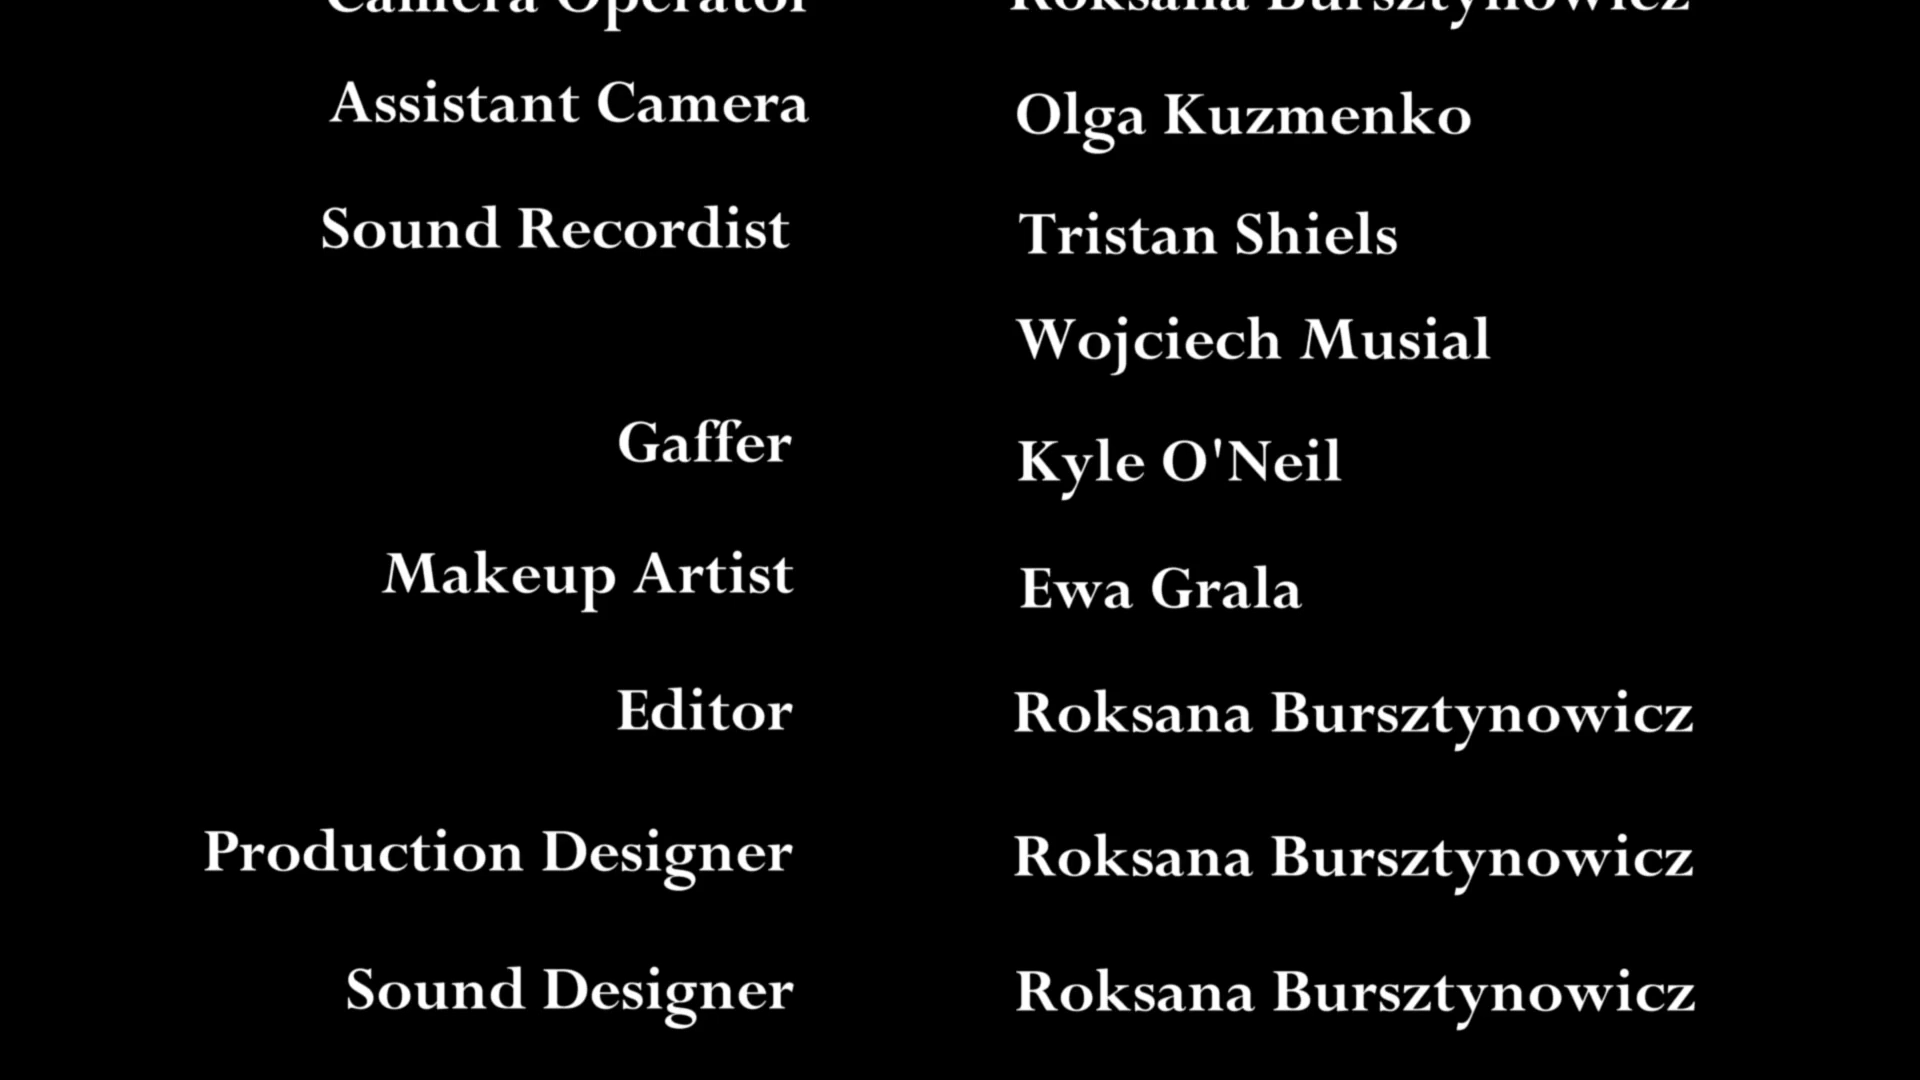 Camera Operator Roksana Bursztynowicz
Assistant Camera Olga Kuzmenko
Sound Recordist Tristan Shiels
Wojciech Musial
Gaffer Kyle O'Neil
Makeup Artist Ewa Grala
Editor Roksana Bursztynowicz
Production Designer Roksana Bursztynowicz
Sound Designer Roksana Bursztynowicz